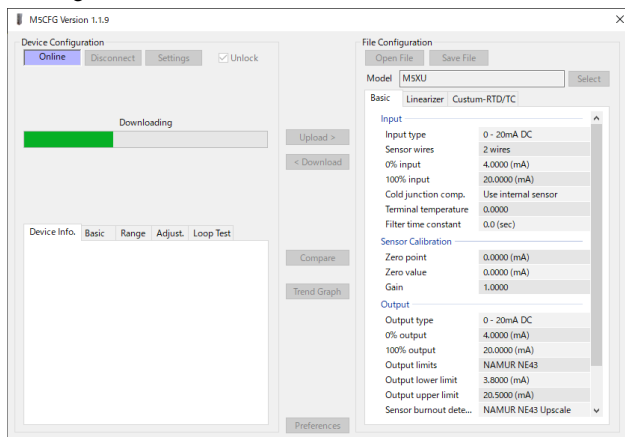 M5CFG Version 1.1.9
Device Configuration
Online Disconnect Settings Unlock
Downloading
Device Info. Basic Range Adjust. Loop Test
Upload >
< Download
Compare
Trend Graph
Preferences
File Configuration
Open File Save File
Model M5XU Select
Basic Linearizer Custum-RTD/TC
Input
Input type 0 - 20mA DC
Sensor wires 2 wires
0% input 4.0000 (mA)
100% input 20.0000 (mA)
Cold junction comp. Use internal sensor
Terminal temperature 0.0000
Filter time constant 0.0 (sec)
Sensor Calibration
Zero point 0.0000 (mA)
Zero value 0.0000 (mA)
Gain 1.0000
Output
Output type 0 - 20mA DC
0% output 4.0000 (mA)
100% output 20.0000 (mA)
Output limits NAMUR NE43
Output lower limit 3.8000 (mA)
Output upper limit 20.5000 (mA)
Sensor burnout dete... NAMUR NE43 Upscale